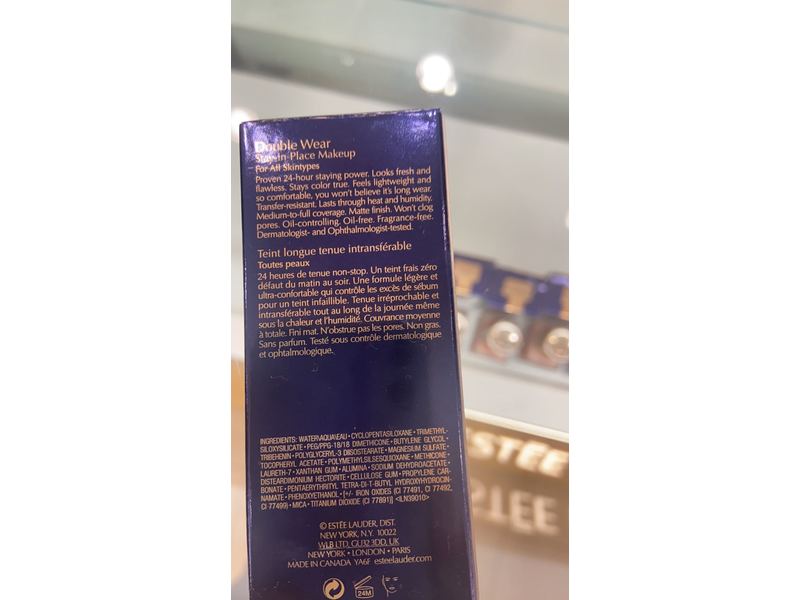 Double Wear
Stay-in-Place Makeup
For All Skintypes
Proven 24-hour staying power. Looks fresh and
flawless. Stays color true. Feels lightweight and
so comfortable, you won't believe it's long wear.
Transfer-resistant. Lasts through heat and humidity.
Medium-to-full coverage. Matte finish. Won't clog
pores. Oil-controlling. Oil-free. Fragrance-free.
Dermatologist- and Ophthalmologist-tested.
Teint longue tenue intransférable
Toutes peaux
24 heures de tenue non-stop. Un teint frais zéro
défaut du matin au soir. Une formule légère et
ultra-confortable qui contrôle les excès de sébum
pour un teint infaillible. Tenue irréprochable et
intransférable tout au long de la journée même
sous la chaleur et l'humidité. Couvrance moyenne
à totale. Fini mat. N'obstrue pas les pores. Non gras.
Sans parfum. Testé sous contrôle dermatologique
et ophtalmologique.
INGREDIENTS: WATER\AQUA\EAU • CYCLOPENTASILOXANE • TRIMETHYL-
SILOXYSILICATE • PEG/PPG-18/18 DIMETHICONE • BUTYLENE GLYCOL •
TRIBEHENIN • POLYGLYCERYL-3 DIISOSTEARATE • MAGNESIUM SULFATE •
TOCOPHERYL ACETATE • POLYMETHYLSILSESQUIOXANE • METHICONE •
LAURETH-7 • XANTHAN GUM • ALUMINA • SODIUM DEHYDROACETATE •
DISTEARDIMONIUM HECTORITE • CELLULOSE GUM • PROPYLENE CAR-
BONATE • PENTAERYTHRITYL TETRA-DI-T-BUTYL HYDROXYHYDROCIN-
NAMATE • PHENOXYETHANOL • [+/- IRON OXIDES (CI 77491, CI 77492,
CI 77499) • MICA • TITANIUM DIOXIDE (CI 77891)] <ILN39010>
© ESTÉE LAUDER, DIST.
NEW YORK, N.Y. 10022
WLB LTD, GU32 3DD, UK
NEW YORK • LONDON • PARIS
MADE IN CANADA YA6F esteelauder.com
24M
ESTÉE